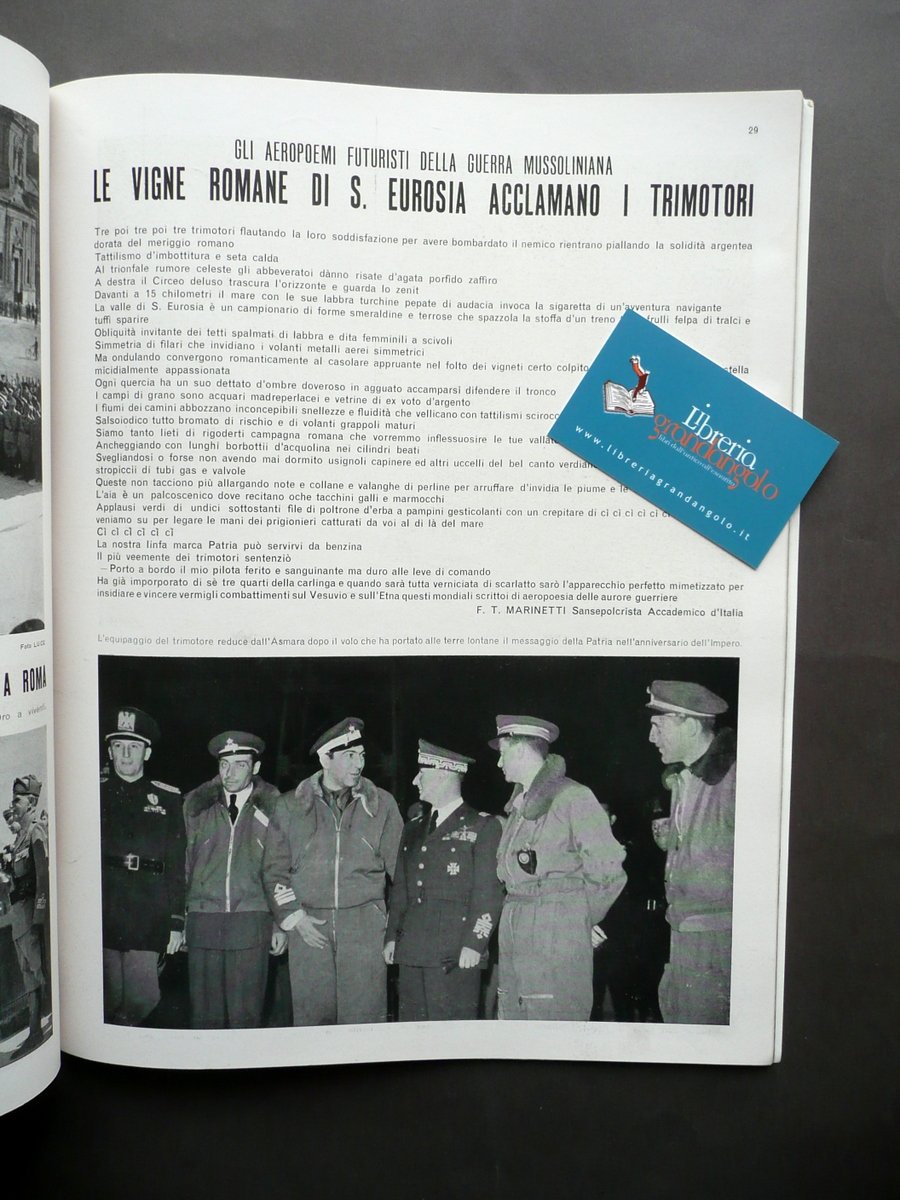 29
GLI AEROPOEMI FUTURISTI DELLA GUERRA MUSSOLINIANA
LE VIGNE ROMANE DI S. EUROSIA ACCLAMANO I TRIMOTORI
Tre poi tre poi tre trimotori flautando la loro soddisfazione per avere bombardato il nemico rientrano piallando la solidità argentea
dorata del meriggio romano
Tattilismo d'imbottitura e seta calda
Al trionfale rumore celeste gli abbeveratoi dànno risate d'agata porfido zaffiro
A destra il Circeo deluso trascura l'orizzonte e guarda lo zenit
Davanti a 15 chilometri il mare con le sue labbra turchine pepate di audacia invoca la sigaretta di un'avventura navigante
La valle di S. Eurosia è un campionario di forme smeraldine e terrose che spazzola la stoffa d'un treno frulli felpa di tralci e
tuffi sparire
Obliquità invitante dei tetti spalmati di labbra e dita femminili a scivoli
Simmetria di filari che invidiano i volanti metalli aerei simmetrici
Ma ondulando convergono romanticamente al casolare appruante nel folto dei vigneti certo colpito stella
micidialmente appassionata
Ogni quercia ha un suo dettato d'ombre doveroso in agguato accamparsi difendere il tronco
I campi di grano sono acquari madreperlacei e vetrine di ex voto d'argento
I fiumi dei camini abbozzano inconcepibili snellezze e fluidità che vellicano con tattilismi
Salsoiodico tutto bromato di rischio e di volanti grappoli maturi
Siamo tanto lieti di rigoderti campagna romana che vorremmo inflessuosire le tue
Ancheggiando con lunghi borbottii d'acquolina nei cilindri beati
Svegliandosi o forse non avendo mai dormito usignoli capinere ed altri uccelli del bel canto
stropiccii di tubi gas e valvole
Queste non tacciono più allargando note e collane e valanghe di perline per arruffare d'invidia le piume e
L'aia è un palcoscenico dove recitano oche tacchini galli e marmocchi
Applausi verdi di undici sottostanti file di poltrone d'erba a pampini gesticolanti con un crepitare di cì cì cì cì
veniamo su per legare le mani dei prigionieri catturati da voi al di là del mare
Cì cì cì cì cì cì
La nostra linfa marca Patria può servirvi da benzina
Il più veemente dei trimotori sentenziò
— Porto a bordo il mio pilota ferito e sanguinante ma duro alle leve di comando
Ha già imporporato di sè tre quarti della carlinga e quando sarà tutta verniciata di scarlatto sarò l'apparecchio perfetto mimetizzato per
insidiare e vincere vermigli combattimenti sul Vesuvio e sull'Etna questi mondiali scrittoi di aeropoesia delle aurore guerriere
F. T. MARINETTI Sansepolcrista Accademico d'Italia
L'equipaggio del trimotore reduce dall'Asmara dopo il volo che ha portato alle terre lontane il messaggio della Patria nell'anniversario dell'Impero.
Foto LUCE
A ROMA
Libreria
grandangolo
www.libreriagrandangolo.it